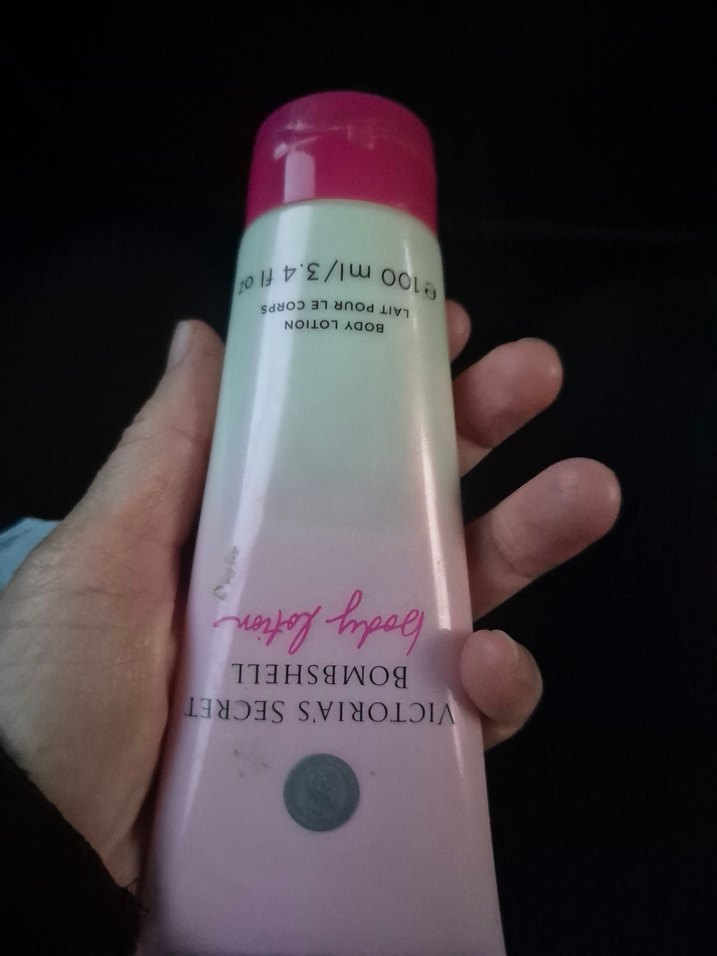 VICTORIA'S SECRET
BOMBSHELL
body lotion
BODY LOTION
LAIT POUR LE CORPS
℮100 ml/3.4 fl oz